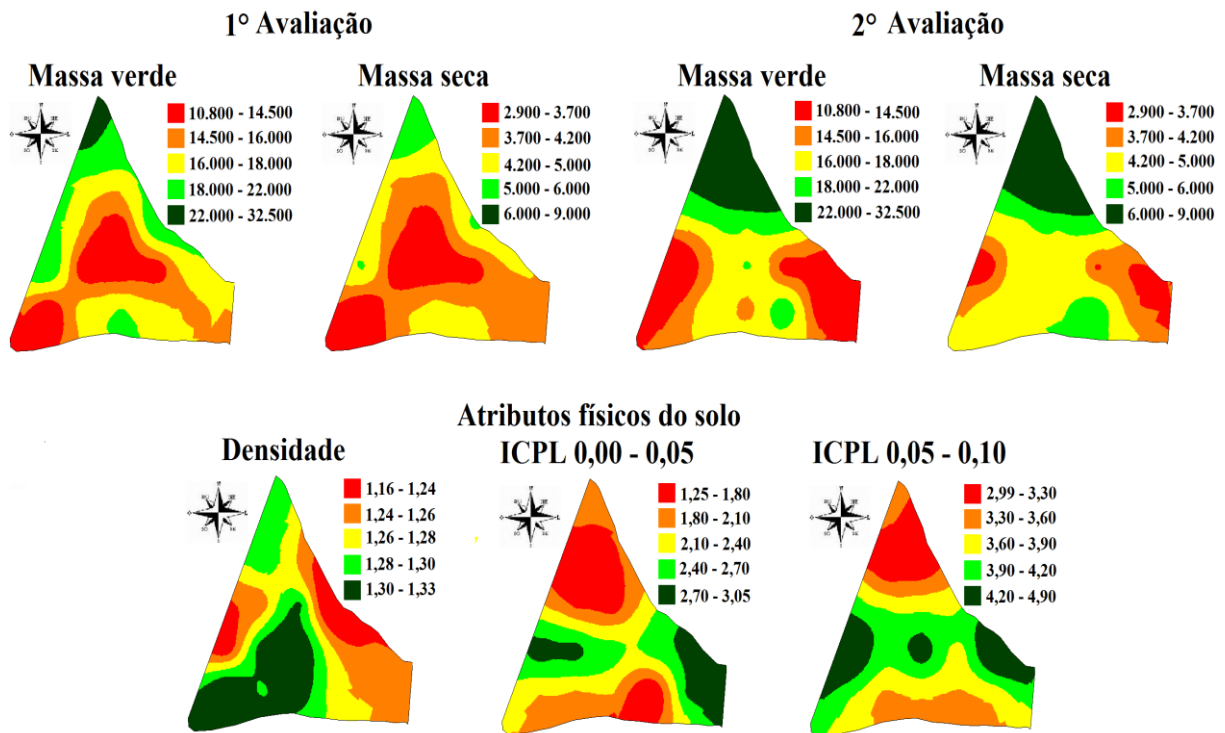 1° Avaliação
2° Avaliação
Massa verde
Massa seca
Massa verde
Massa seca
10.800 - 14.500
14.500 - 16.000
16.000 - 18.000
18.000 - 22.000
22.000 - 32.500
2.900 - 3.700
3.700 - 4.200
4.200 - 5.000
5.000 - 6.000
6.000 - 9.000
10.800 - 14.500
14.500 - 16.000
16.000 - 18.000
18.000 - 22.000
22.000 - 32.500
2.900 - 3.700
3.700 - 4.200
4.200 - 5.000
5.000 - 6.000
6.000 - 9.000
Atributos físicos do solo
Densidade
ICPL 0,00 - 0,05
ICPL 0,05 - 0,10
1,16 - 1,24
1,24 - 1,26
1,26 - 1,28
1,28 - 1,30
1,30 - 1,33
1,25 - 1,80
1,80 - 2,10
2,10 - 2,40
2,40 - 2,70
2,70 - 3,05
2,99 - 3,30
3,30 - 3,60
3,60 - 3,90
3,90 - 4,20
4,20 - 4,90